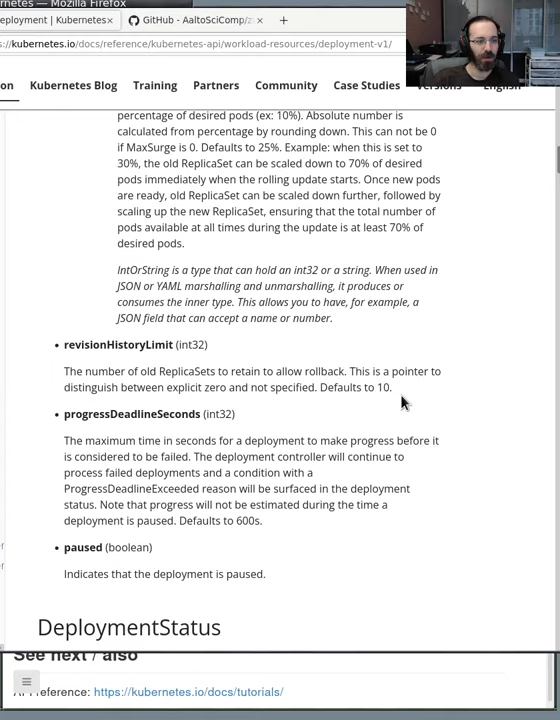 rnetes — Mozilla Firefox
eployment | Kubernetes ×
GitHub - AaltoSciComp/z ×
+
s://kubernetes.io/docs/reference/kubernetes-api/workload-resources/deployment-v1/
on Kubernetes Blog Training Partners Community Case Studies Versions English
percentage of desired pods (ex: 10%). Absolute number is
calculated from percentage by rounding down. This can not be 0
if MaxSurge is 0. Defaults to 25%. Example: when this is set to
30%, the old ReplicaSet can be scaled down to 70% of desired
pods immediately when the rolling update starts. Once new pods
are ready, old ReplicaSet can be scaled down further, followed by
scaling up the new ReplicaSet, ensuring that the total number of
pods available at all times during the update is at least 70% of
desired pods.
IntOrString is a type that can hold an int32 or a string. When used in
JSON or YAML marshalling and unmarshalling, it produces or
consumes the inner type. This allows you to have, for example, a
JSON field that can accept a name or number.
• revisionHistoryLimit (int32)
The number of old ReplicaSets to retain to allow rollback. This is a pointer to
distinguish between explicit zero and not specified. Defaults to 10.
• progressDeadlineSeconds (int32)
The maximum time in seconds for a deployment to make progress before it
is considered to be failed. The deployment controller will continue to
process failed deployments and a condition with a
ProgressDeadlineExceeded reason will be surfaced in the deployment
status. Note that progress will not be estimated during the time a
deployment is paused. Defaults to 600s.
• paused (boolean)
Indicates that the deployment is paused.
DeploymentStatus
See next / also
API reference: https://kubernetes.io/docs/tutorials/